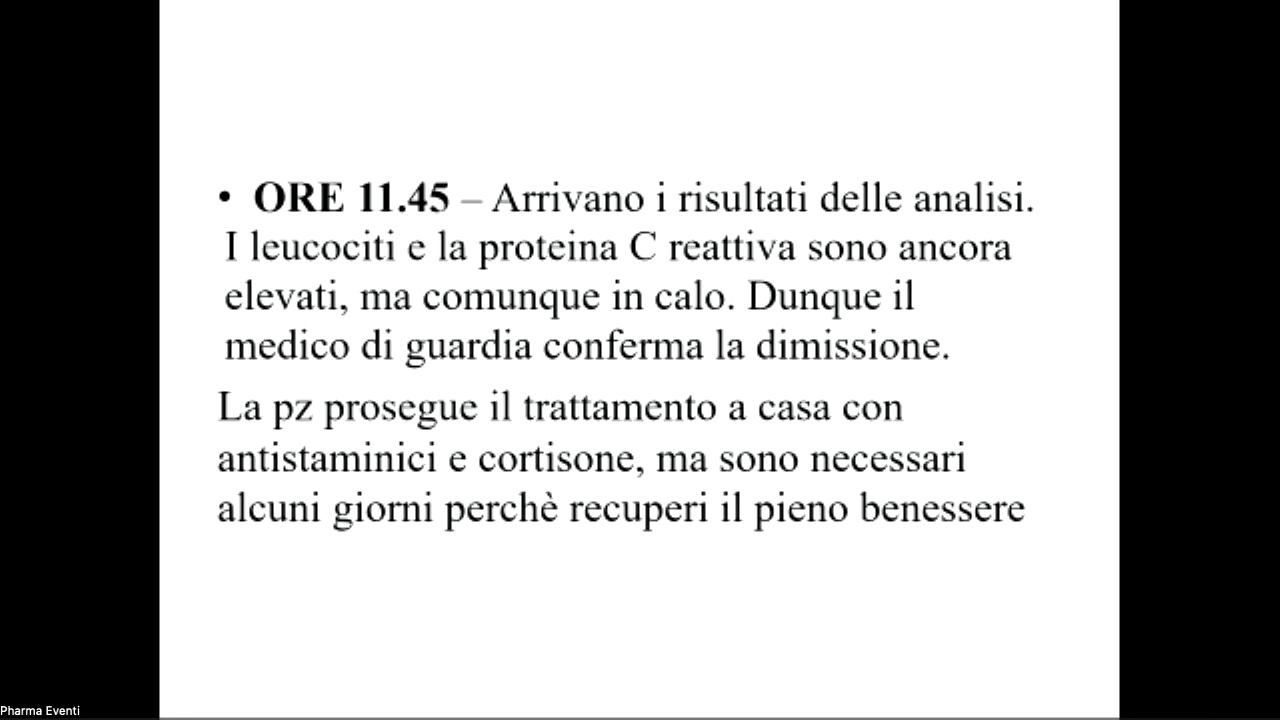 • ORE 11.45 – Arrivano i risultati delle analisi.
I leucociti e la proteina C reattiva sono ancora
elevati, ma comunque in calo. Dunque il
medico di guardia conferma la dimissione.
La pz prosegue il trattamento a casa con
antistaminici e cortisone, ma sono necessari
alcuni giorni perchè recuperi il pieno benessere
Pharma Eventi